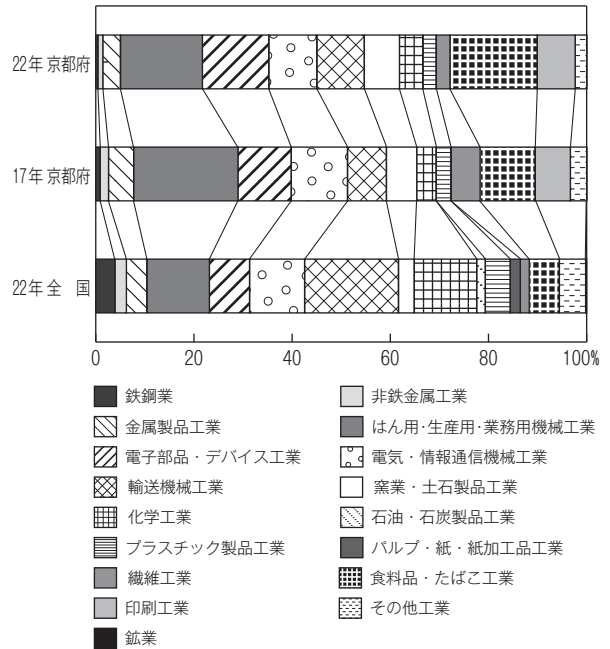 22年 京都府
17年 京都府
22年 全　国
0 20 40 60 80 100%
鉄鋼業 非鉄金属工業
金属製品工業 はん用･生産用･業務用機械工業
電子部品・デバイス工業 電気・情報通信機械工業
輸送機械工業 窯業・土石製品工業
化学工業 石油・石炭製品工業
プラスチック製品工業 パルプ・紙・紙加工品工業
繊維工業 食料品・たばこ工業
印刷工業 その他工業
鉱業